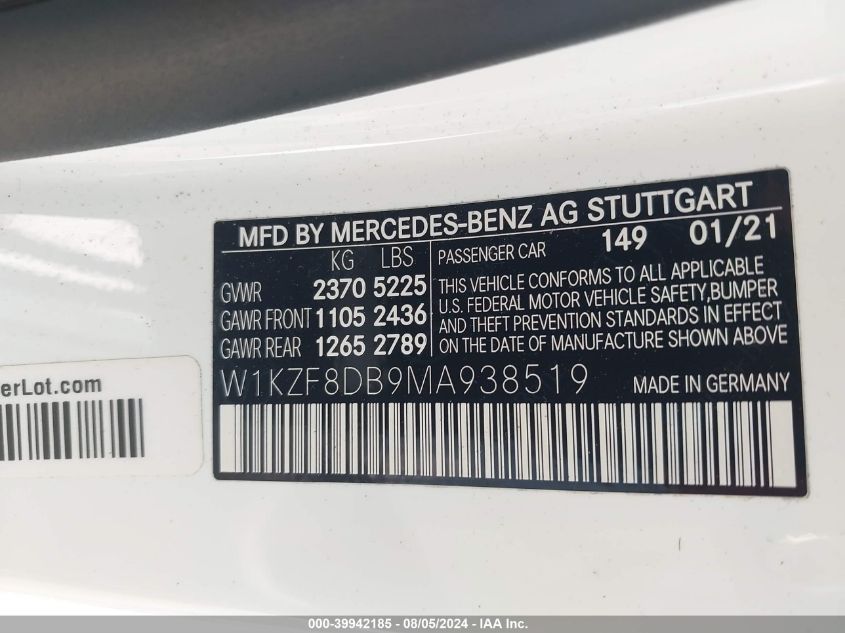 MFD BY MERCEDES-BENZ AG STUTTGART
KG LBS PASSENGER CAR 149 01/21
GVWR 2370 5225
GAWR FRONT 1105 2436
GAWR REAR 1265 2789
THIS VEHICLE CONFORMS TO ALL APPLICABLE
U.S. FEDERAL MOTOR VEHICLE SAFETY, BUMPER
AND THEFT PREVENTION STANDARDS IN EFFECT
ON THE DATE OF MANUFACTURE SHOWN ABOVE
W1KZF8DB9MA938519 MADE IN GERMANY
erLot.com
000-39942185 - 08/05/2024 - IAA Inc.